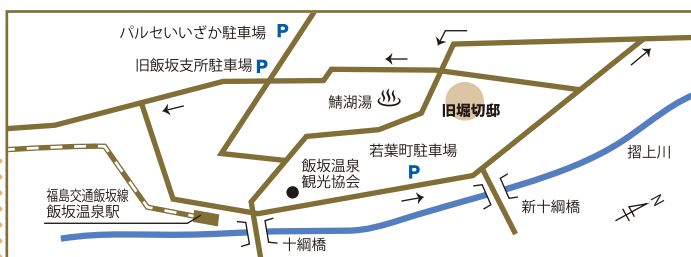 パルセいいざか駐車場 P
旧飯坂支所駐車場 P
鯖湖湯
旧堀切邸
若葉町駐車場
P
飯坂温泉
観光協会
摺上川
福島交通飯坂線
飯坂温泉駅
新十綱橋
十綱橋
N